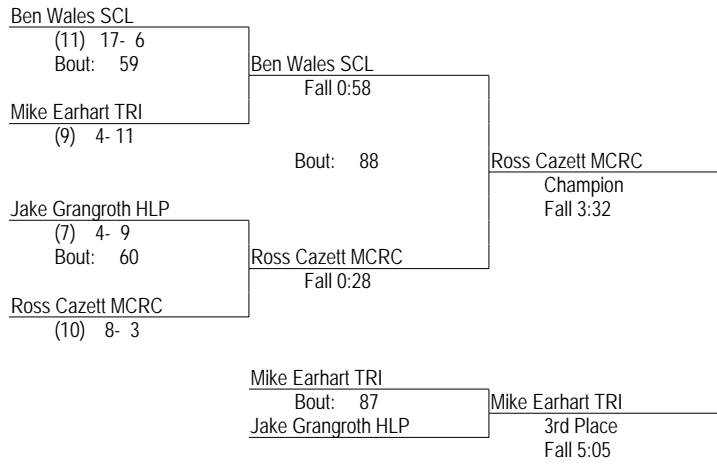 Ben Wales SCL
(11) 17- 6
Bout: 59
Ben Wales SCL
Fall 0:58
Mike Earhart TRI
(9) 4- 11
Bout: 88
Ross Cazett MCRC
Champion
Fall 3:32
Jake Grangroth HLP
(7) 4- 9
Bout: 60
Ross Cazett MCRC
Fall 0:28
Ross Cazett MCRC
(10) 8- 3
Mike Earhart TRI
Bout: 87
Jake Grangroth HLP
Mike Earhart TRI
3rd Place
Fall 5:05